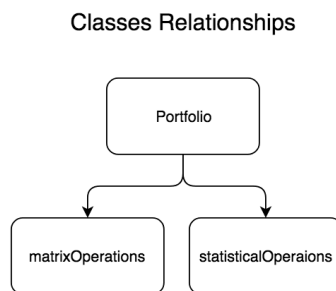 Classes Relationships
Portfolio
matrixOperations
statisticalOperaions